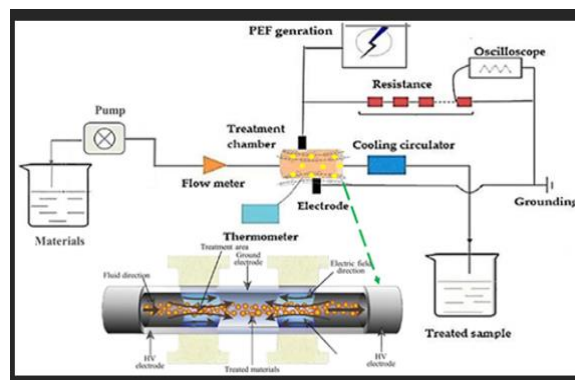 PEF genration
Oscilloscope
Resistance
Pump
Treatment
chamber
Cooling circulator
Flow meter
Electrode
Grounding
Materials
Thermometer
Treatment area
Ground
electrode
Electric field
direction
Fluid direction
Treated sample
HV
electrode
Treated materials
HV
electrode